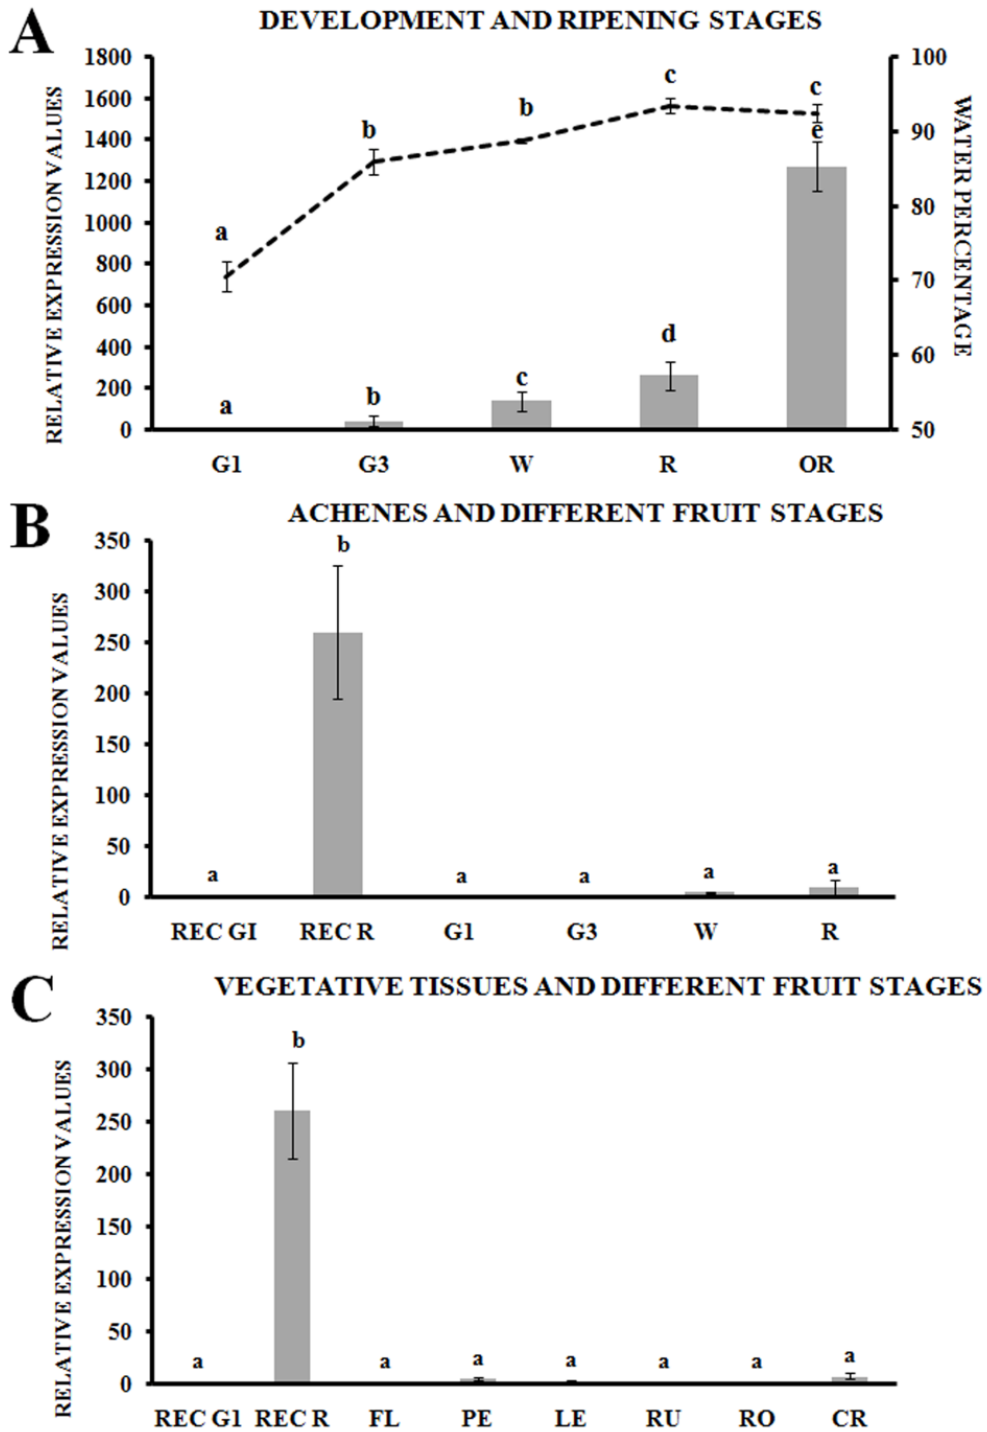 A
DEVELOPMENT AND RIPENING STAGES
RELATIVE EXPRESSION VALUES
1800
1600
1400
1200
1000
800
600
400
200
0
a
b
b
c
c
a
b
c
d
e
100
90
80
70
60
50
WATER PERCENTAGE
G1 G3 W R OR
B
ACHENES AND DIFFERENT FRUIT STAGES
RELATIVE EXPRESSION VALUES
350
300
250
200
150
100
50
0
a b a a a a
REC GI REC R G1 G3 W R
C
VEGETATIVE TISSUES AND DIFFERENT FRUIT STAGES
RELATIVE EXPRESSION VALUES
350
300
250
200
150
100
50
0
a b a a a a a a
REC G1 REC R FL PE LE RU RO CR